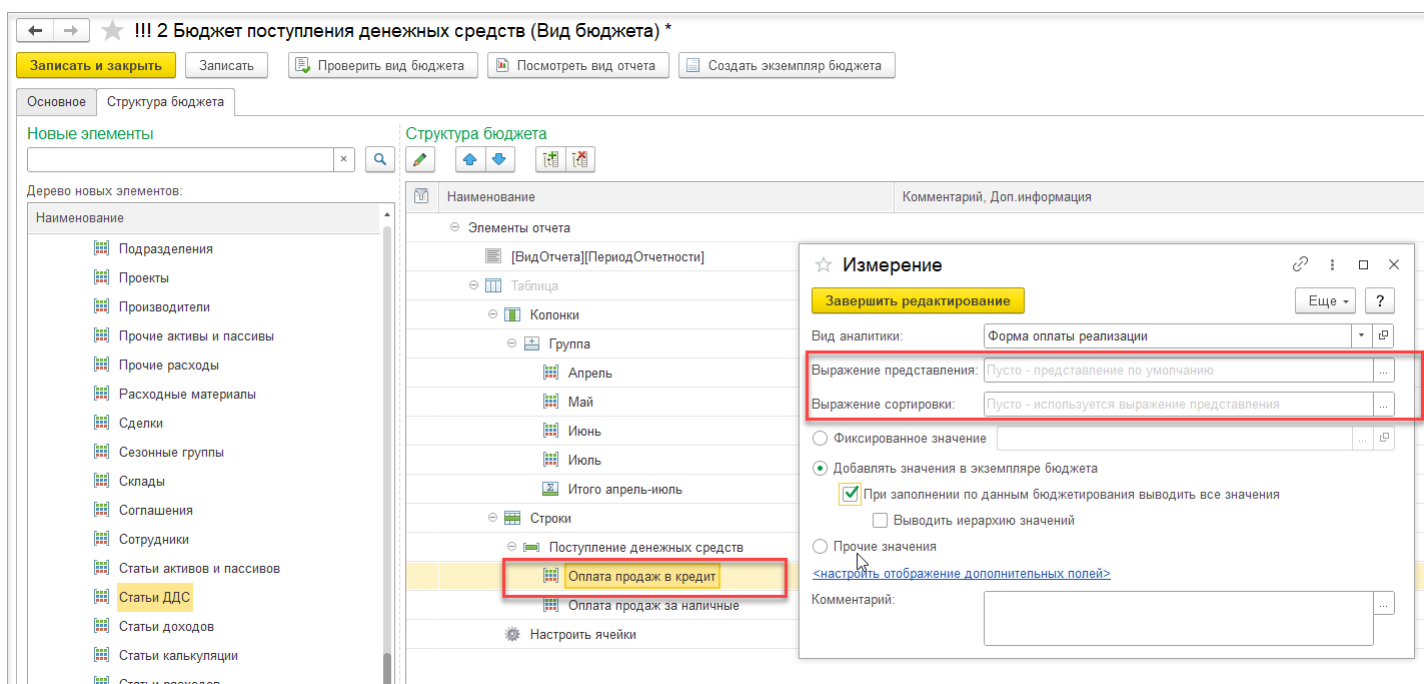 !!! 2 Бюджет поступления денежных средств (Вид бюджета) *
Записать и закрыть
Записать
Проверить вид бюджета
Посмотреть вид отчета
Создать экземпляр бюджета
Основное
Структура бюджета
Новые элементы
Дерево новых элементов:
Наименование
Подразделения
Проекты
Производители
Прочие активы и пассивы
Прочие расходы
Расходные материалы
Сделки
Сезонные группы
Склады
Соглашения
Сотрудники
Статьи активов и пассивов
Статьи ДДС
Статьи доходов
Статьи калькуляции
Статьи расходов
Структура бюджета
Наименование
Комментарий, Доп.информация
Элементы отчета
[ВидОтчета][ПериодОтчетности]
Таблица
Колонки
Группа
Апрель
Май
Июнь
Июль
Итого апрель-июль
Строки
Поступление денежных средств
Оплата продаж в кредит
Оплата продаж за наличные
Настроить ячейки
Измерение
Завершить редактирование
Еще
?
Вид аналитики:
Форма оплаты реализации
Выражение представления:
Пусто - представление по умолчанию
Выражение сортировки:
Пусто - используется выражение представления
Фиксированное значение
Добавлять значения в экземпляре бюджета
При заполнении по данным бюджетирования выводить все значения
Выводить иерархию значений
Прочие значения
<настроить отображение дополнительных полей>
Комментарий: